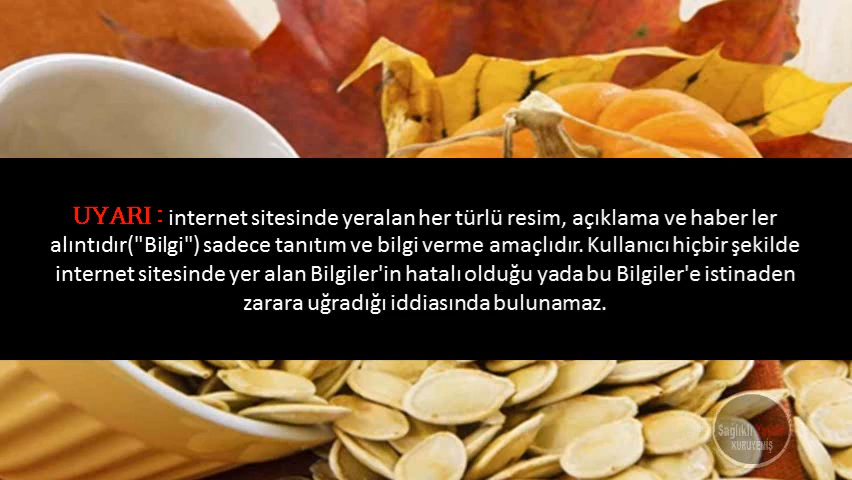 UYARI : internet sitesinde yeralan her türlü resim, açıklama ve haber ler
alıntıdır("Bilgi") sadece tanıtım ve bilgi verme amaçlıdır. Kullanıcı hiçbir şekilde
internet sitesinde yer alan Bilgiler'in hatalı olduğu yada bu Bilgiler'e istinaden
zarara uğradığı iddiasında bulunamaz.
Sağlıklı
KURUYEMİŞ